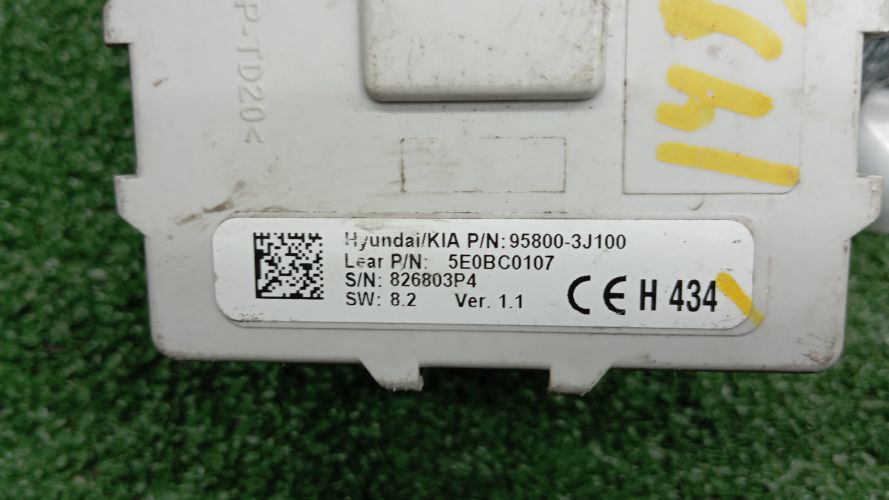 P-TD20<
Hyundai/KIA P/N: 95800-3J100
Lear P/N: 5E0BC0107
S/N: 826803P4
SW: 8.2 Ver. 1.1
CE H 434